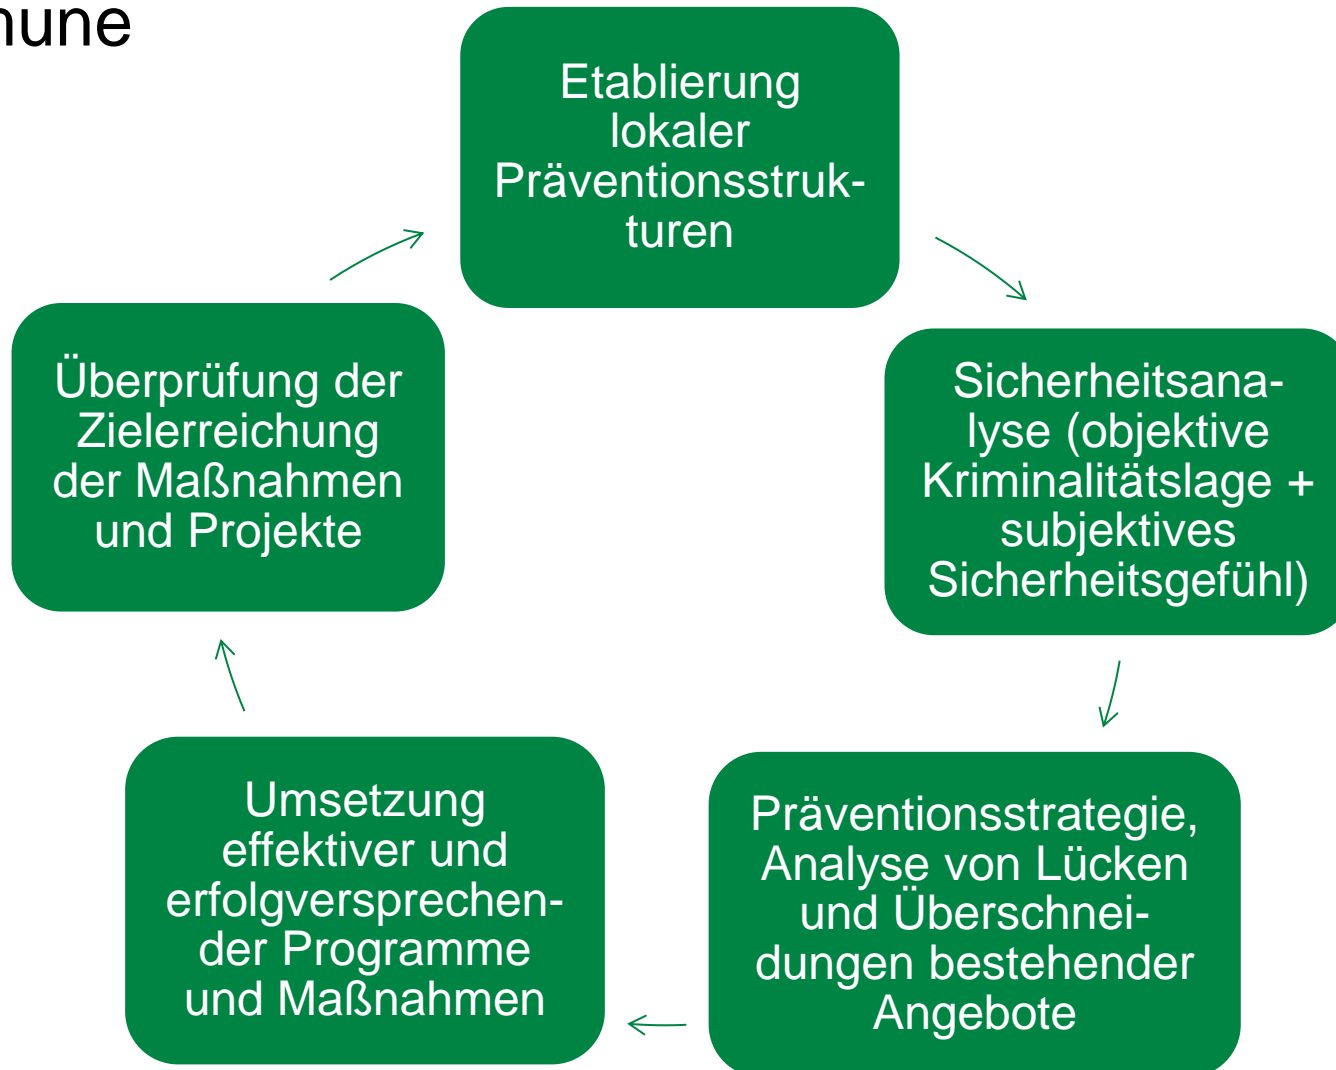 Etablierung
lokaler
Präventionsstruk-
turen
Sicherheitsana-
lyse (objektive
Kriminalitätslage +
subjektives
Sicherheitsgefühl)
Präventionsstrategie,
Analyse von Lücken
und Überschnei-
dungen bestehender
Angebote
Umsetzung
effektiver und
erfolgversprechen-
der Programme
und Maßnahmen
Überprüfung der
Zielerreichung
der Maßnahmen
und Projekte